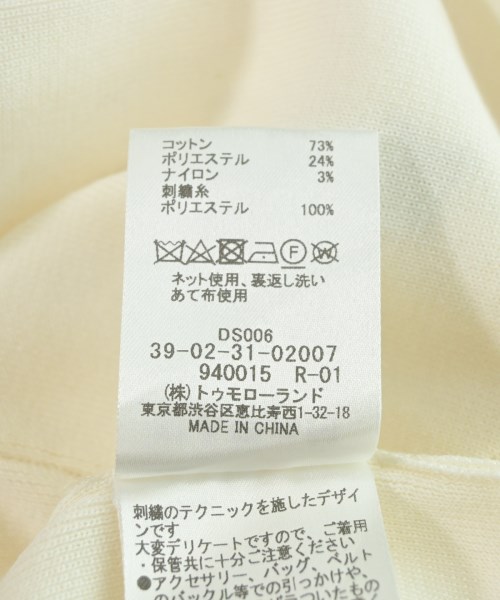 コットン 73%
ポリエステル 24%
ナイロン 3%
刺繍糸
ポリエステル 100%
ネット使用、裏返し洗い
あて布使用
DS006
39-02-31-02007
940015 R-01
(株)トゥモローランド
東京都渋谷区恵比寿西1-32-18
MADE IN CHINA
刺繍のテクニックを施したデザイ
ンです
大変デリケートですので、ご着用
・保管共に十分ご注意ください
●アクセサリー、バッグ、ベルト
のバックル等での引っかけや、
ざらついたもの